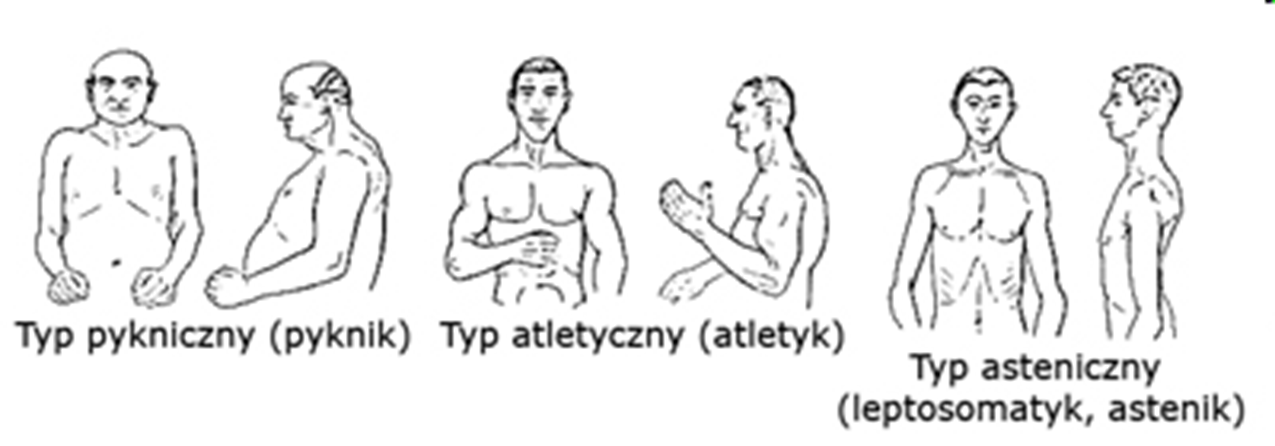 Typ pykniczny (pyknik)
Typ atletyczny (atletyk)
Typ asteniczny
(leptosomatyk, astenik)